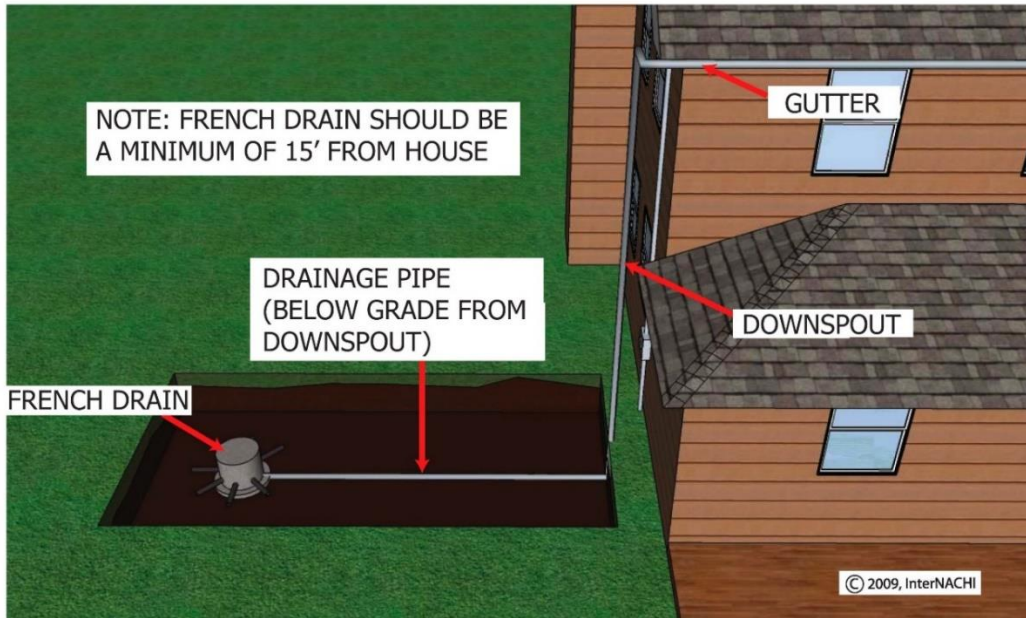 NOTE: FRENCH DRAIN SHOULD BE
A MINIMUM OF 15' FROM HOUSE
GUTTER
DRAINAGE PIPE
(BELOW GRADE FROM
DOWNSPOUT)
DOWNSPOUT
FRENCH DRAIN
© 2009, InterNACHI